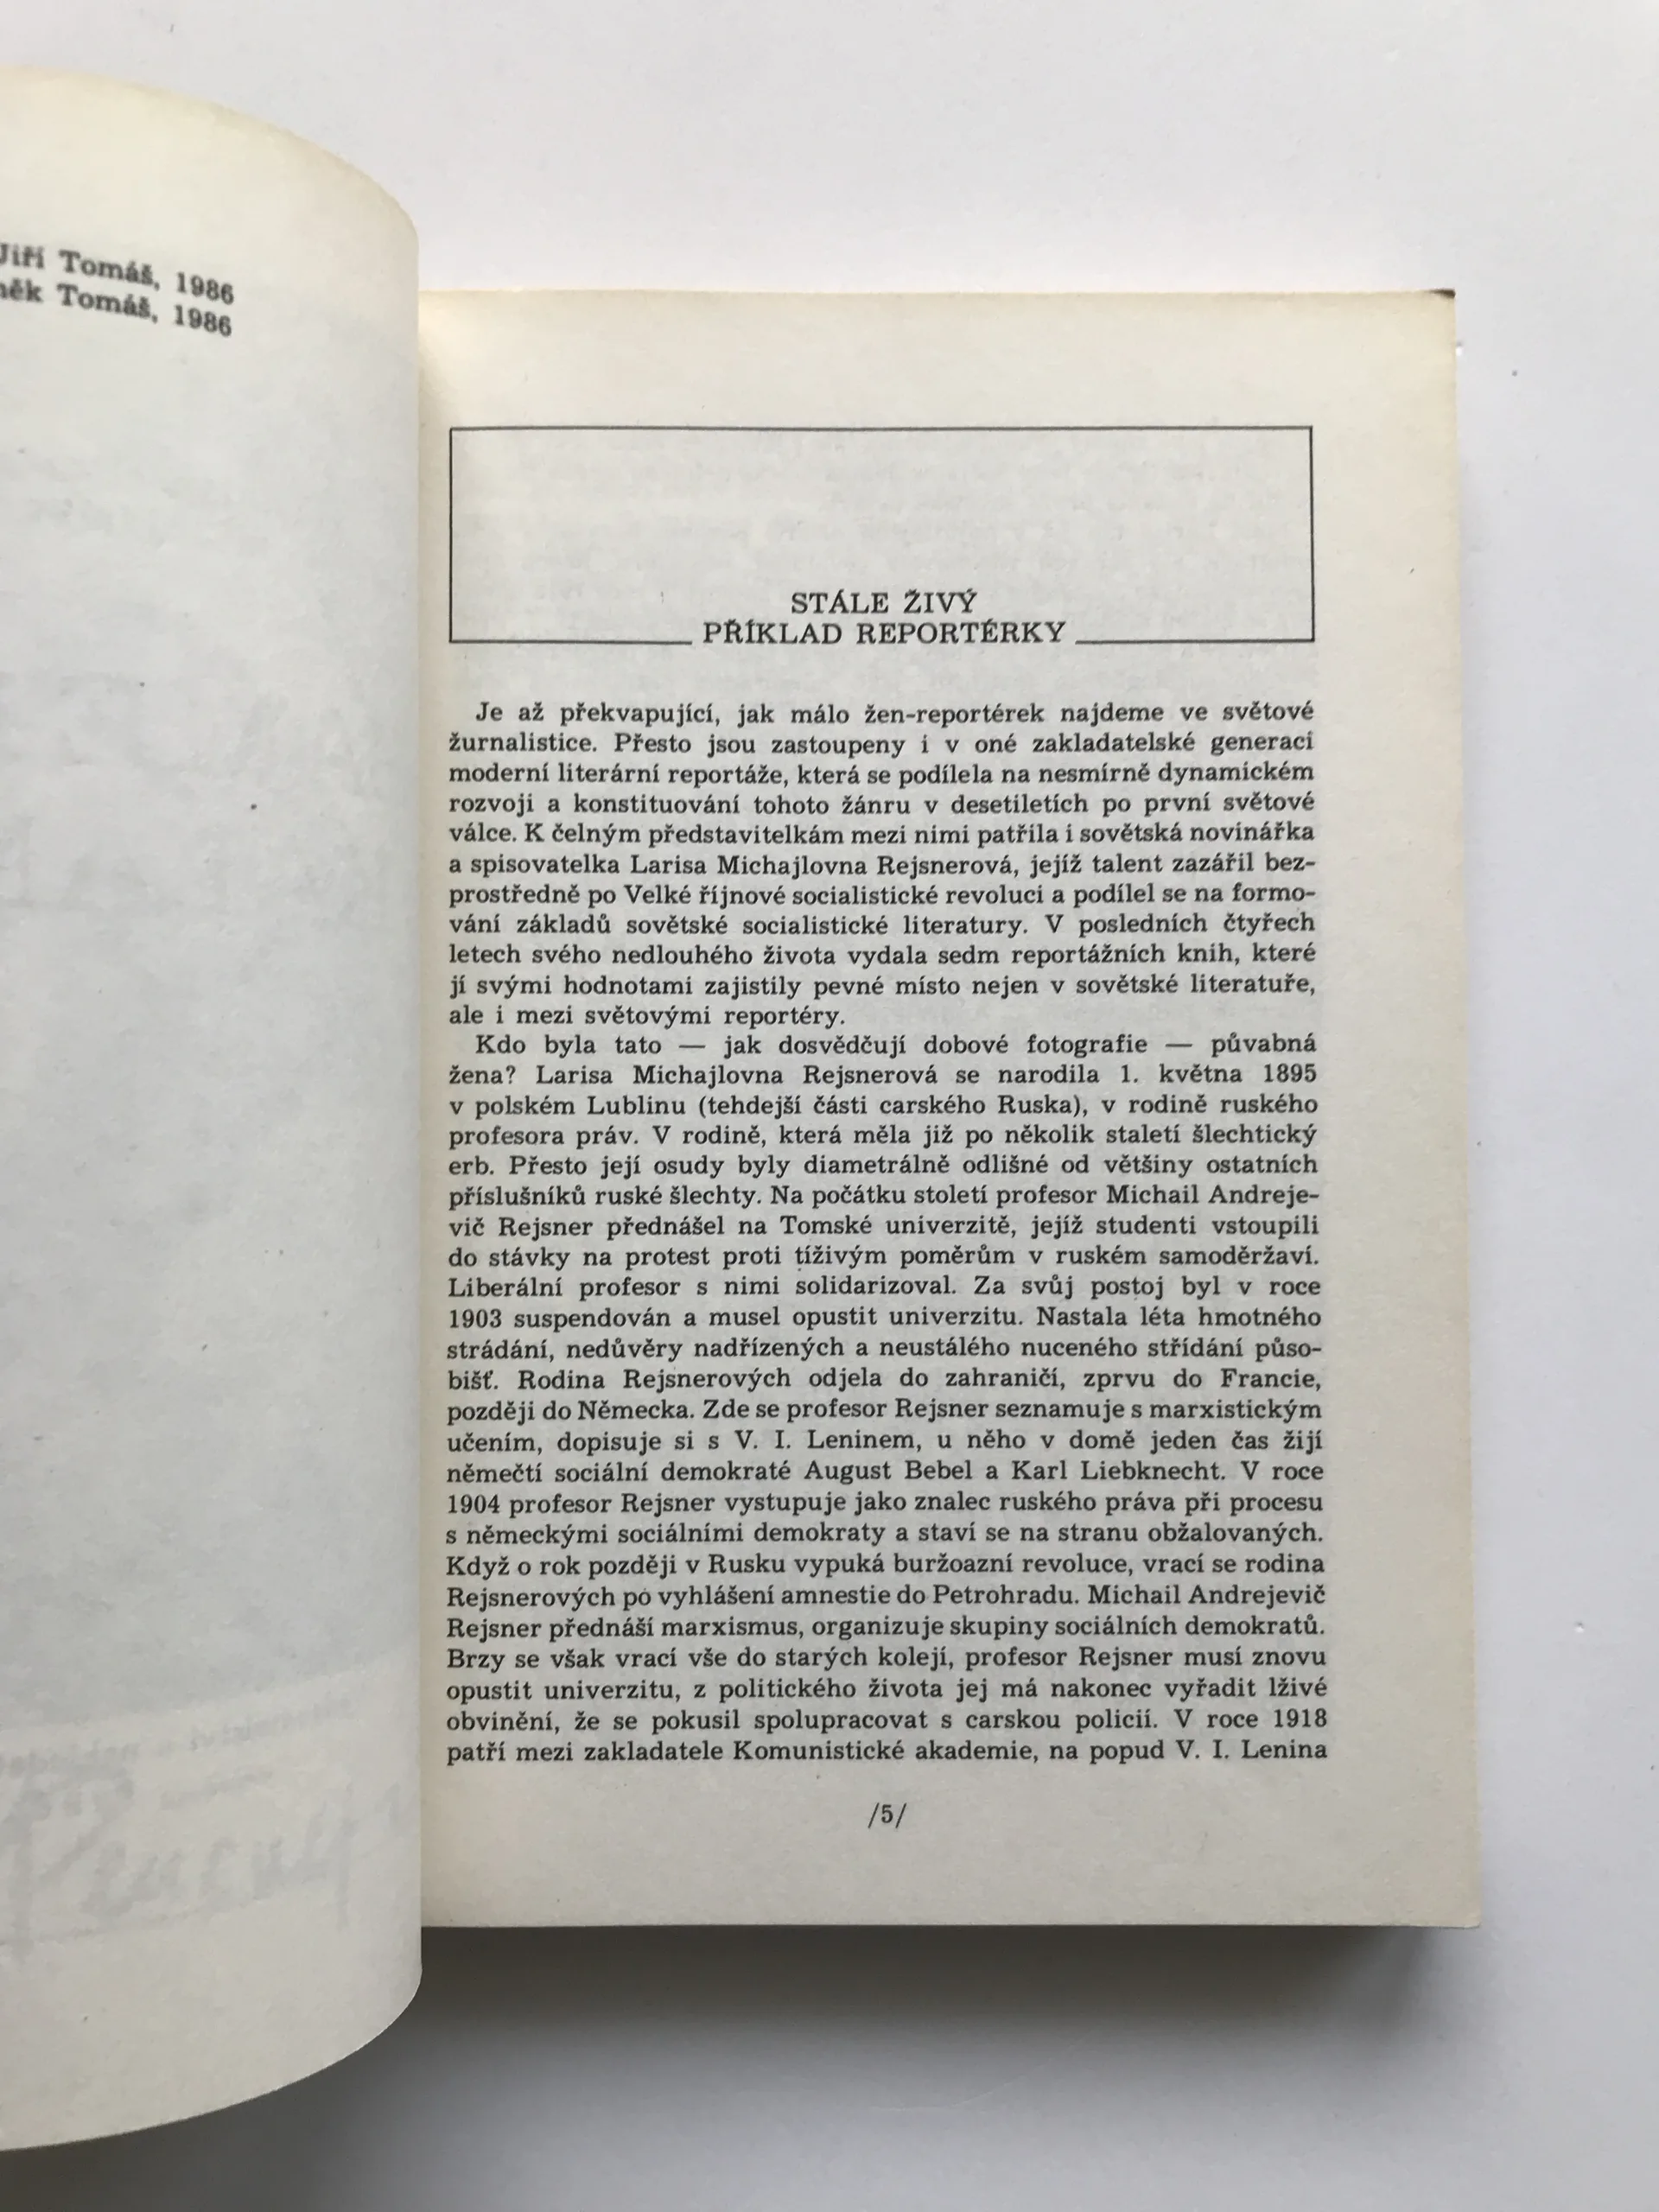 Jiří Tomáš, 1986
Tomáš, 1986
STÁLE ŽIVÝ
PŘÍKLAD REPORTÉRKY
Je až překvapující, jak málo žen-reportérek najdeme ve světové
žurnalistice. Přesto jsou zastoupeny i v oné zakladatelské generaci
moderní literární reportáže, která se podílela na nesmírně dynamickém
rozvoji a konstituování tohoto žánru v desetiletích po první světové
válce. K čelným představitelkám mezi nimi patřila i sovětská novinářka
a spisovatelka Larisa Michajlovna Rejsnerová, jejíž talent zazářil bez-
prostředně po Velké říjnové socialistické revoluci a podílel se na formo-
vání základů sovětské socialistické literatury. V posledních čtyřech
letech svého nedlouhého života vydala sedm reportážních knih, které
jí svými hodnotami zajistily pevné místo nejen v sovětské literatuře,
ale i mezi světovými reportéry.
Kdo byla tato — jak dosvědčují dobové fotografie — půvabná
žena? Larisa Michajlovna Rejsnerová se narodila 1. května 1895
v polském Lublinu (tehdejší části carského Ruska), v rodině ruského
profesora práv. V rodině, která měla již po několik staletí šlechtický
erb. Přesto její osudy byly diametrálně odlišné od většiny ostatních
příslušníků ruské šlechty. Na počátku století profesor Michail Andreje-
vič Rejsner přednášel na Tomské univerzitě, jejíž studenti vstoupili
do stávky na protest proti tíživým poměrům v ruském samoděržaví.
Liberální profesor s nimi solidarizoval. Za svůj postoj byl v roce
1903 suspendován a musel opustit univerzitu. Nastala léta hmotného
strádání, nedůvěry nadřízených a neustálého nuceného střídání půso-
bišť. Rodina Rejsnerových odjela do zahraničí, zprvu do Francie,
později do Německa. Zde se profesor Rejsner seznamuje s marxistickým
učením, dopisuje si s V. I. Leninem, u něho v domě jeden čas žijí
němečtí sociální demokraté August Bebel a Karl Liebknecht. V roce
1904 profesor Rejsner vystupuje jako znalec ruského práva při procesu
s německými sociálními demokraty a staví se na stranu obžalovaných.
Když o rok později v Rusku vypuká buržoazní revoluce, vrací se rodina
Rejsnerových po vyhlášení amnestie do Petrohradu. Michail Andrejevič
Rejsner přednáší marxismus, organizuje skupiny sociálních demokratů.
Brzy se však vrací vše do starých kolejí, profesor Rejsner musí znovu
opustit univerzitu, z politického života jej má nakonec vyřadit lživé
obvinění, že se pokusil spolupracovat s carskou policií. V roce 1918
patří mezi zakladatele Komunistické akademie, na popud V. I. Lenina
/5/